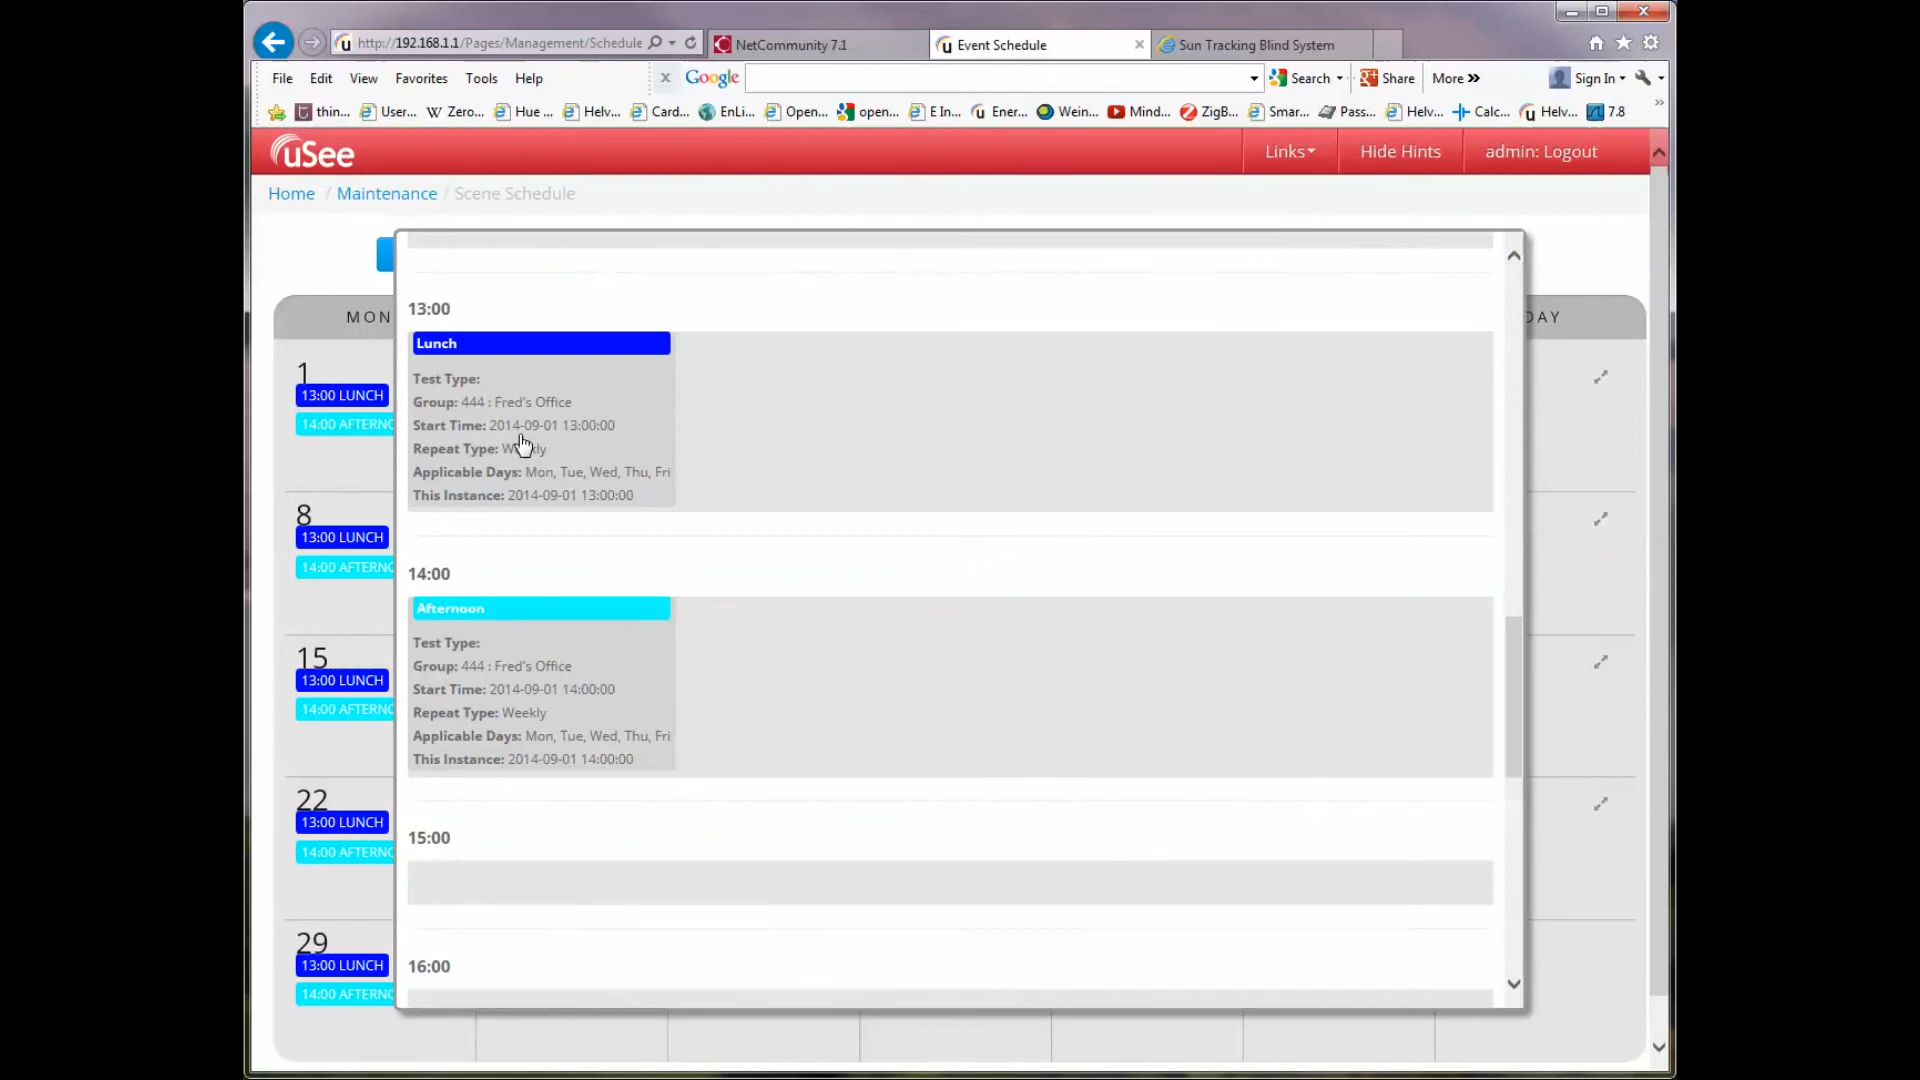 http://192.168.1.1/Pages/Management/Schedule
NetCommunity 7.1
Event Schedule
Sun Tracking Blind System
File Edit View Favorites Tools Help
x Google
Search
Share
More »
Sign In
thin... User... Zero... Hue ... Helv... Card... EnLi... Open... open... E In... Ener... Wein... Mind... ZigB... Smar... Pass... Helv... Calc... Helv... 7.8
uSee
Links
Hide Hints
admin: Logout
Home / Maintenance / Scene Schedule
MON
DAY
1
13:00 LUNCH
14:00 AFTERNO
8
13:00 LUNCH
14:00 AFTERNO
15
13:00 LUNCH
14:00 AFTERNO
22
13:00 LUNCH
14:00 AFTERNO
29
13:00 LUNCH
14:00 AFTERNO
13:00
Lunch
Test Type:
Group: 444 : Fred's Office
Start Time: 2014-09-01 13:00:00
Repeat Type: Weekly
Applicable Days: Mon, Tue, Wed, Thu, Fri
This Instance: 2014-09-01 13:00:00
14:00
Afternoon
Test Type:
Group: 444 : Fred's Office
Start Time: 2014-09-01 14:00:00
Repeat Type: Weekly
Applicable Days: Mon, Tue, Wed, Thu, Fri
This Instance: 2014-09-01 14:00:00
15:00
16:00